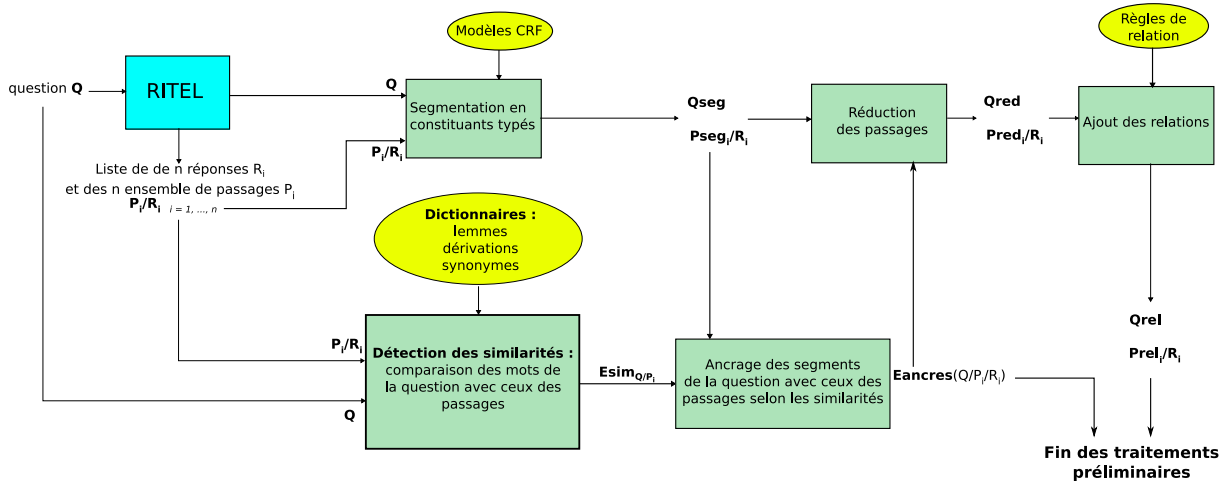 Modèles CRF
Règles de
relation
question Q
RITEL
Q
P_i/R_i
Segmentation en
constituants typés
Qseg
Pseg_i/R_i
Réduction
des passages
Qred
Pred_i/R_i
Ajout des relations
Liste de de n réponses R_i
et des n ensemble de passages P_i
P_i/R_i i = 1, ..., n
Dictionnaires :
lemmes
dérivations
synonymes
P_i/R_i
Q
Détection des similarités :
comparaison des mots de
la question avec ceux des
passages
Esim_Q/P_i
Ancrage des segments
de la question avec ceux des
passages selon les similarités
Eancres(Q/P_i/R_i)
Qrel
Prel_i/R_i
Fin des traitements
préliminaires